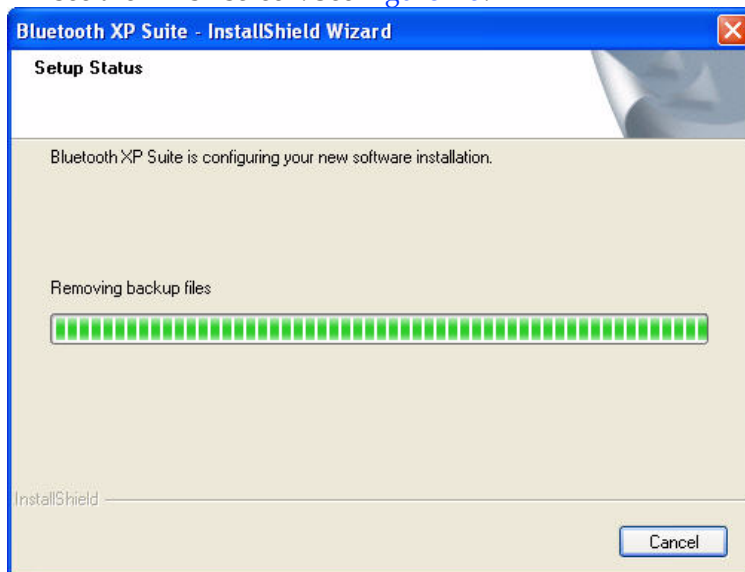 Bluetooth XP Suite - InstallShield Wizard
Setup Status
Bluetooth XP Suite is configuring your new software installation.
Removing backup files
InstallShield
Cancel